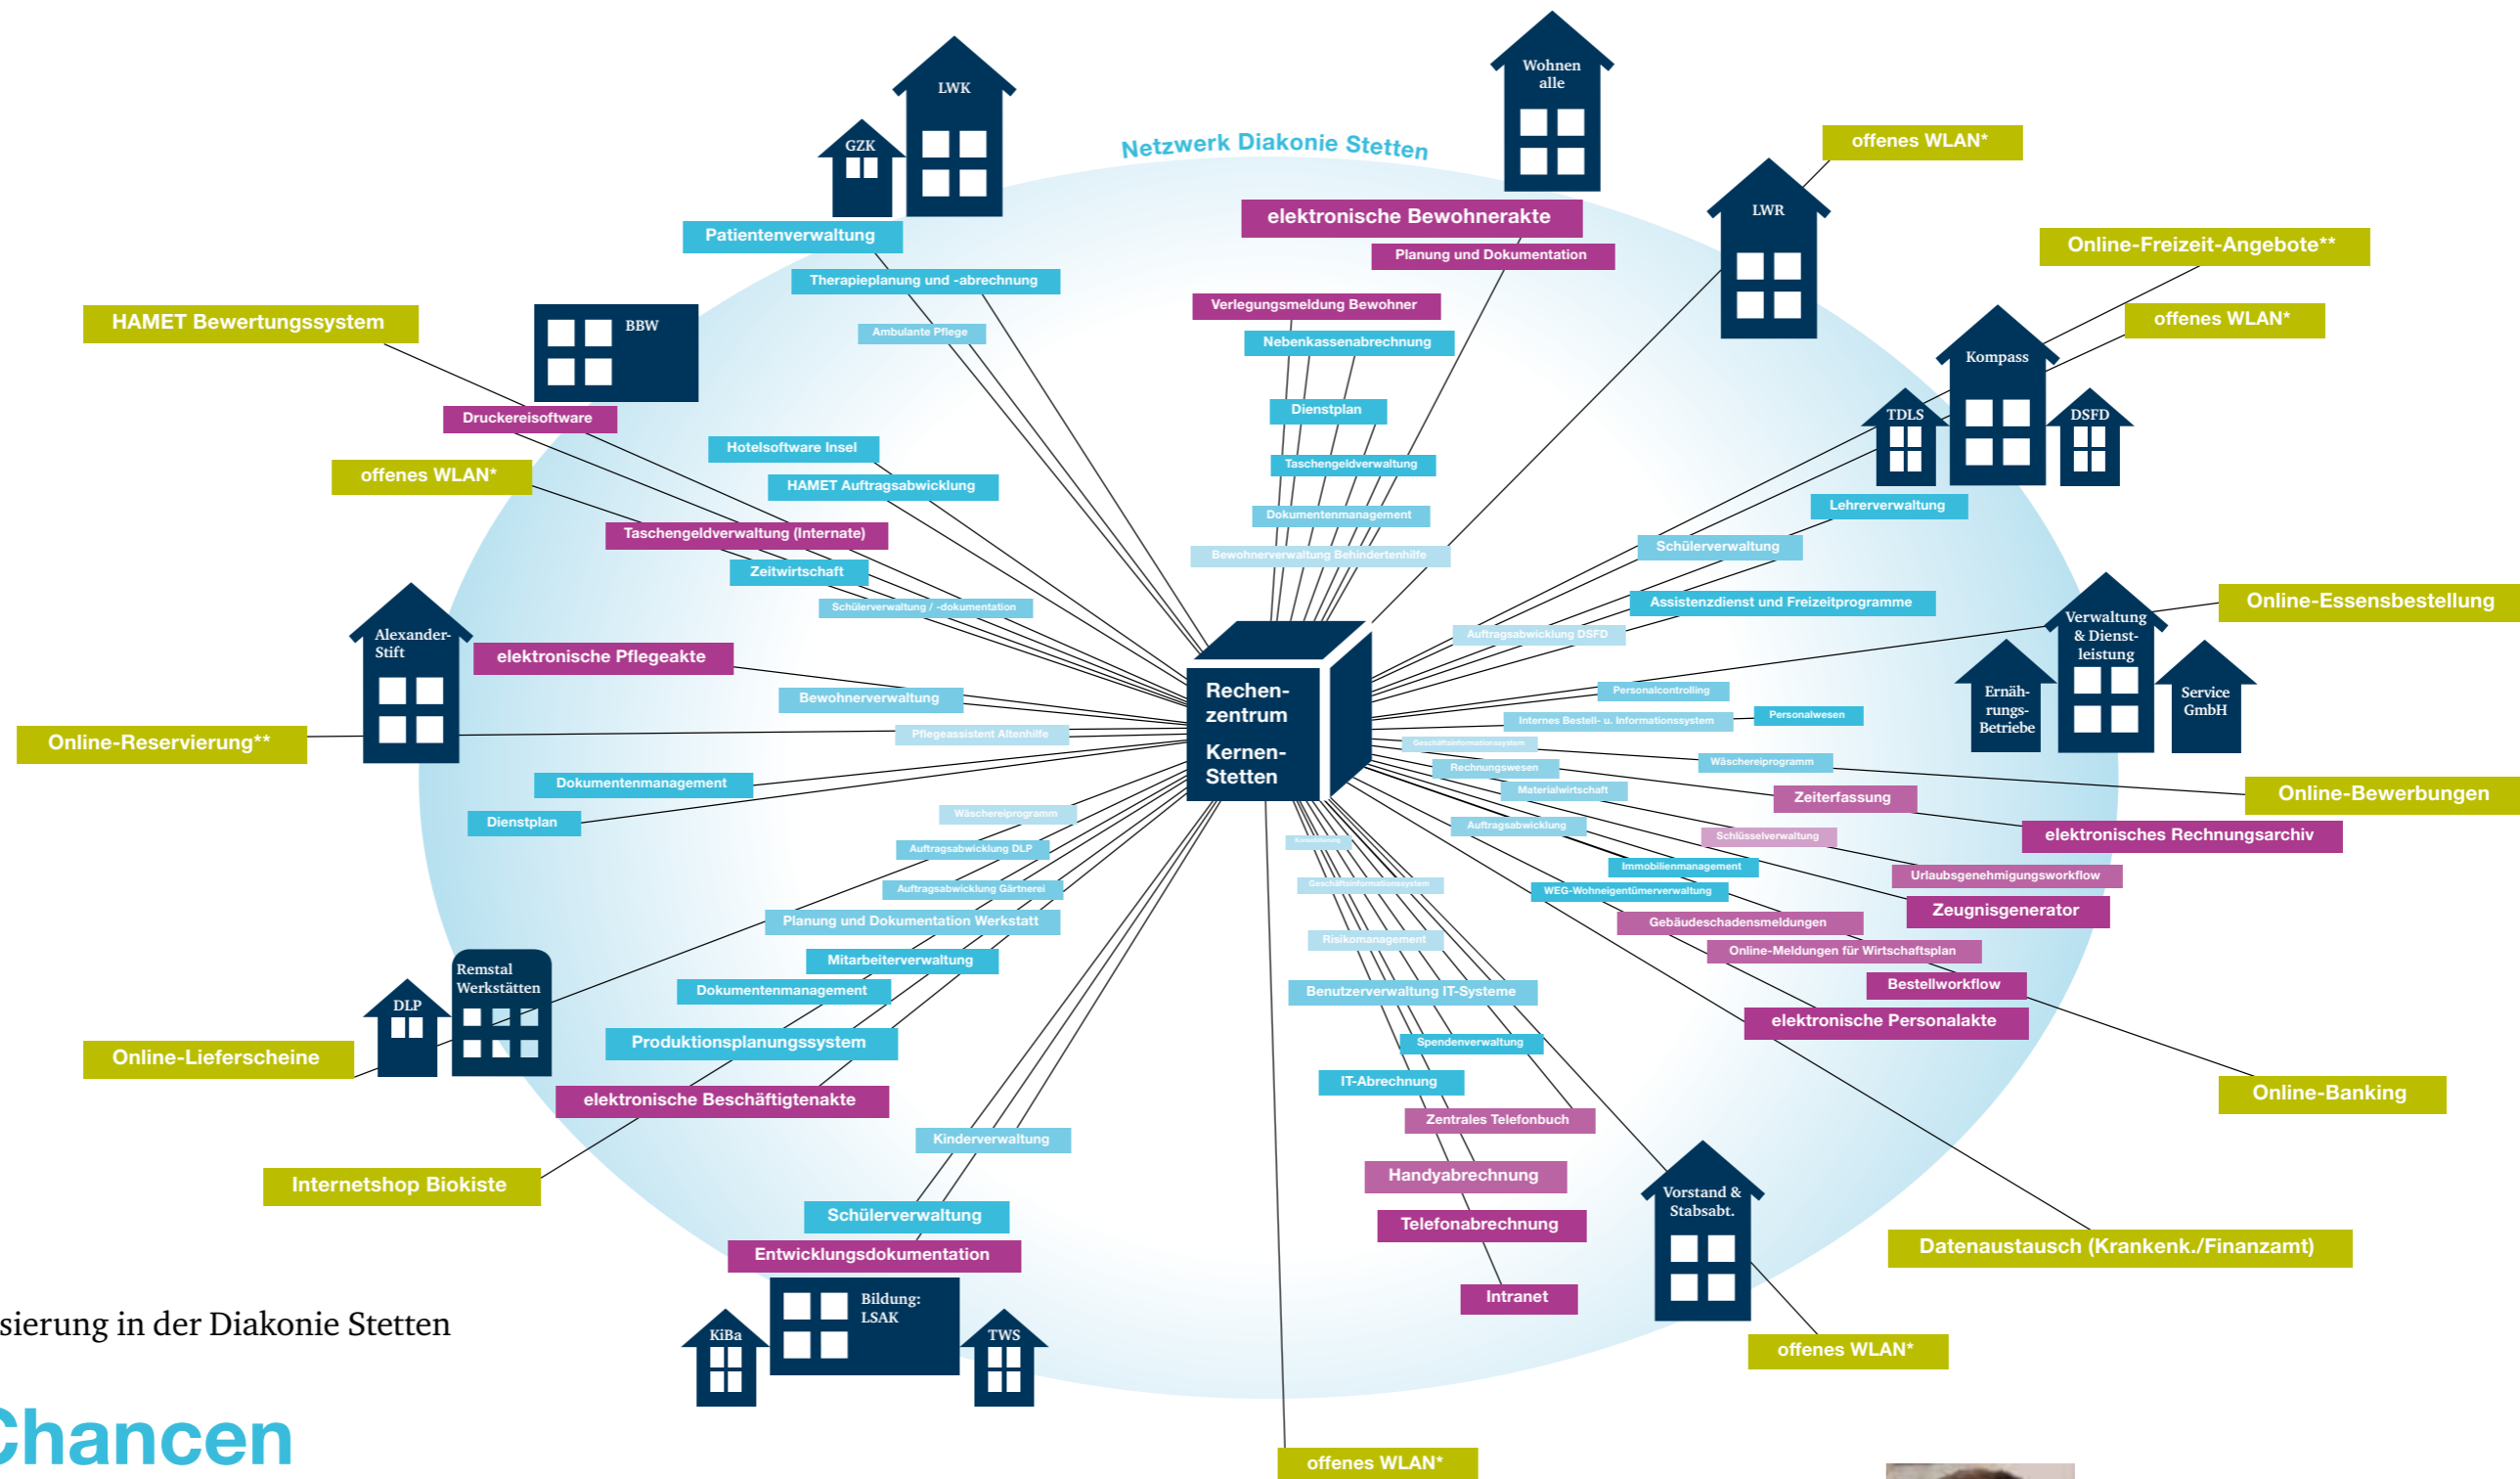 Netzwerk Diakonie Stetten
LWK
GZK
Patientenverwaltung
Therapieplanung und -abrechnung
Ambulante Pflege
Wohnen
alle
elektronische Bewohnerakte
Planung und Dokumentation
Verlegungsmeldung Bewohner
Nebenkassenabrechnung
Dienstplan
Taschengeldverwaltung
Dokumentenmanagement
Bewohnerverwaltung Behindertenhilfe
offenes WLAN*
LWR
Online-Freizeit-Angebote**
offenes WLAN*
Kompass
TDLS
DSFD
Lehrerverwaltung
Schülerverwaltung
Assistenzdienst und Freizeitprogramme
Auftragsabwicklung DSFD
HAMET Bewertungssystem
BBW
Druckereisoftware
offenes WLAN*
Hotelsoftware Insel
HAMET Auftragsabwicklung
Taschengeldverwaltung (Internate)
Zeitwirtschaft
Schülerverwaltung / -dokumentation
Alexander-
Stift
elektronische Pflegeakte
Bewohnerverwaltung
Pflegeassistent Altenhilfe
Online-Reservierung**
Dokumentenmanagement
Dienstplan
Rechen-
zentrum
Kernen-
Stetten
Online-Essensbestellung
Verwaltung
& Dienst-
leistung
Ernäh-
rungs-
Betriebe
Service
GmbH
Personalcontrolling
Internes Bestell- u. Informationssystem
Personalwesen
Geschäftsinformationssystem
Rechnungswesen
Wäschereiprogramm
Materialwirtschaft
Zeiterfassung
Online-Bewerbungen
Auftragsabwicklung
Schlüsselverwaltung
elektronisches Rechnungsarchiv
Immobilienmanagement
Urlaubsgenehmigungsworkflow
WEG-Wohneigentümerverwaltung
Zeugnisgenerator
Gebäudeschadensmeldungen
Online-Meldungen für Wirtschaftsplan
Bestellworkflow
elektronische Personalakte
Online-Banking
Datenaustausch (Krankenk./Finanzamt)
Wäschereiprogramm
Auftragsabwicklung DLP
Auftragsabwicklung Gärtnerei
Planung und Dokumentation Werkstatt
Mitarbeiterverwaltung
Dokumentenmanagement
Produktionsplanungssystem
elektronische Beschäftigtenakte
Remstal
Werkstätten
DLP
Online-Lieferscheine
Internetshop Biokiste
Kinderverwaltung
Schülerverwaltung
Entwicklungsdokumentation
Bildung:
LSAK
KiBa
TWS
Geschäftsinformationssystem
Risikomanagement
Benutzerverwaltung IT-Systeme
Spendenverwaltung
IT-Abrechnung
Zentrales Telefonbuch
Handyabrechnung
Telefonabrechnung
Intranet
Vorstand &
Stabsabt.
offenes WLAN*
offenes WLAN*
sierung in der Diakonie Stetten
Chancen